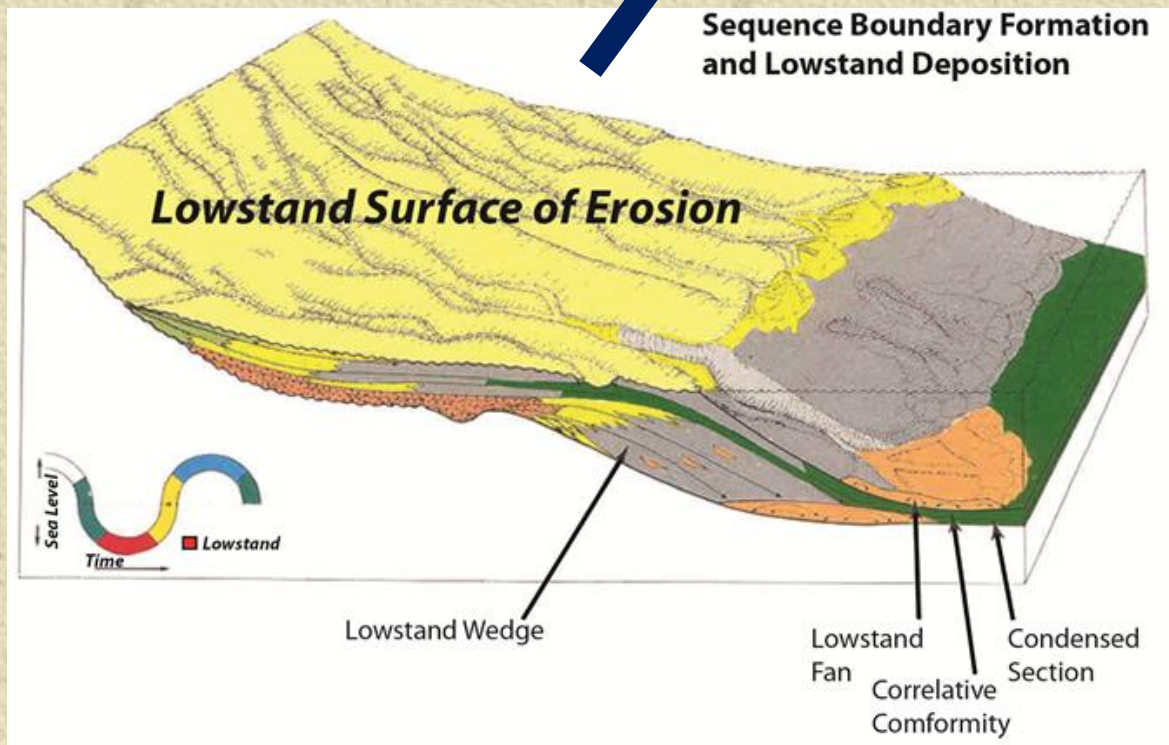 Sequence Boundary Formation
and Lowstand Deposition
Lowstand Surface of Erosion
Sea Level
Time
Lowstand
Lowstand Wedge
Lowstand
Fan
Correlative
Comformity
Condensed
Section